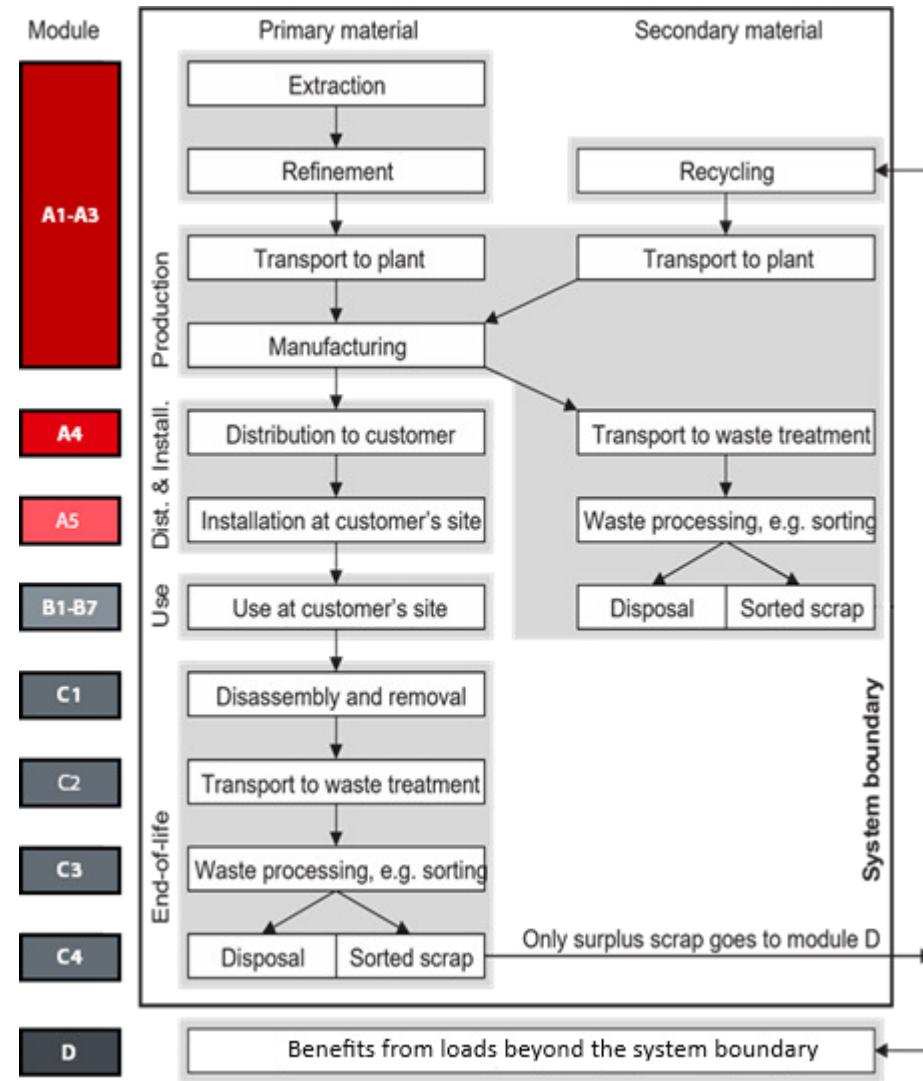 Module
Primary material
Secondary material
A1-A3
Production
Extraction
Refinement
Recycling
Transport to plant
Transport to plant
Manufacturing
A4
Dist. & Install.
Distribution to customer
Transport to waste treatment
A5
Installation at customer's site
Waste processing, e.g. sorting
B1-B7
Use
Use at customer's site
Disposal
Sorted scrap
C1
End-of-life
Disassembly and removal
System boundary
C2
Transport to waste treatment
C3
Waste processing, e.g. sorting
C4
Disposal
Sorted scrap
Only surplus scrap goes to module D
D
Benefits from loads beyond the system boundary